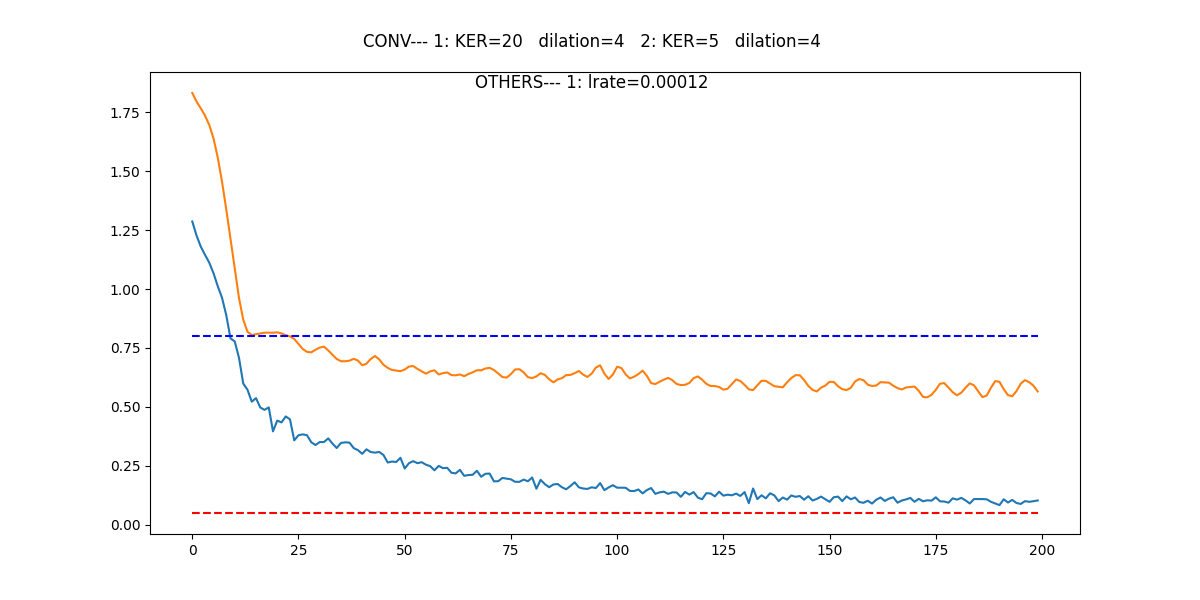 CONV--- 1: KER=20   dilation=4   2: KER=5   dilation=4
OTHERS--- 1: lrate=0.00012
1.75
1.50
1.25
1.00
0.75
0.50
0.25
0.00
0 25 50 75 100 125 150 175 200